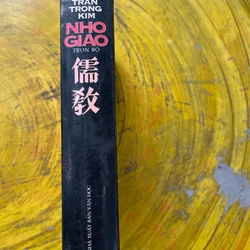 TRẦN
TRỌNG
KIM
NHO
GIÁO
TRỌN BỘ
儒
教
NHÀ XUẤT BẢN VĂN HỌC